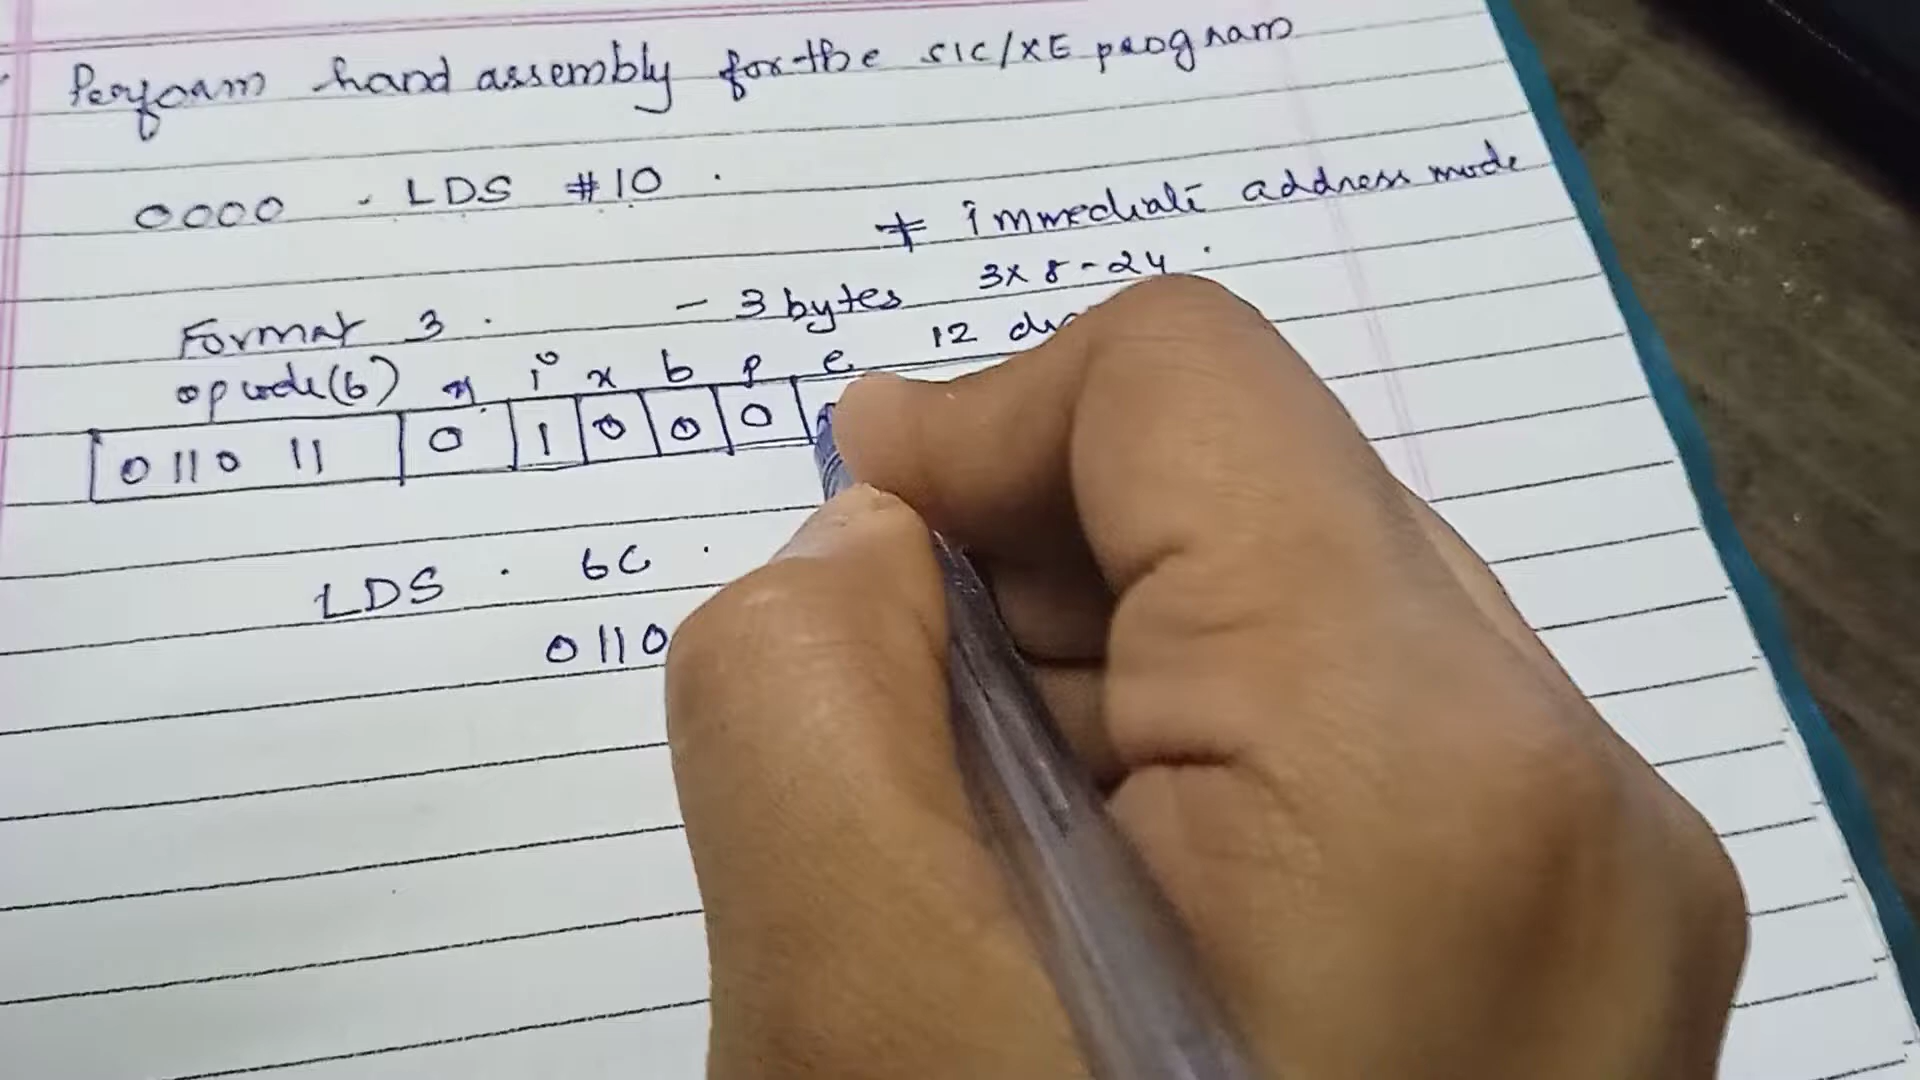 Perform hand assembly for the SIC/XE program
0000 . LDS #10 .
* immediate address mode
Format 3 . - 3 bytes 3x8-24 .
opcode(6) n i x b p e 12
0110 11 0 1 0 0 0
LDS . 6C .
0110